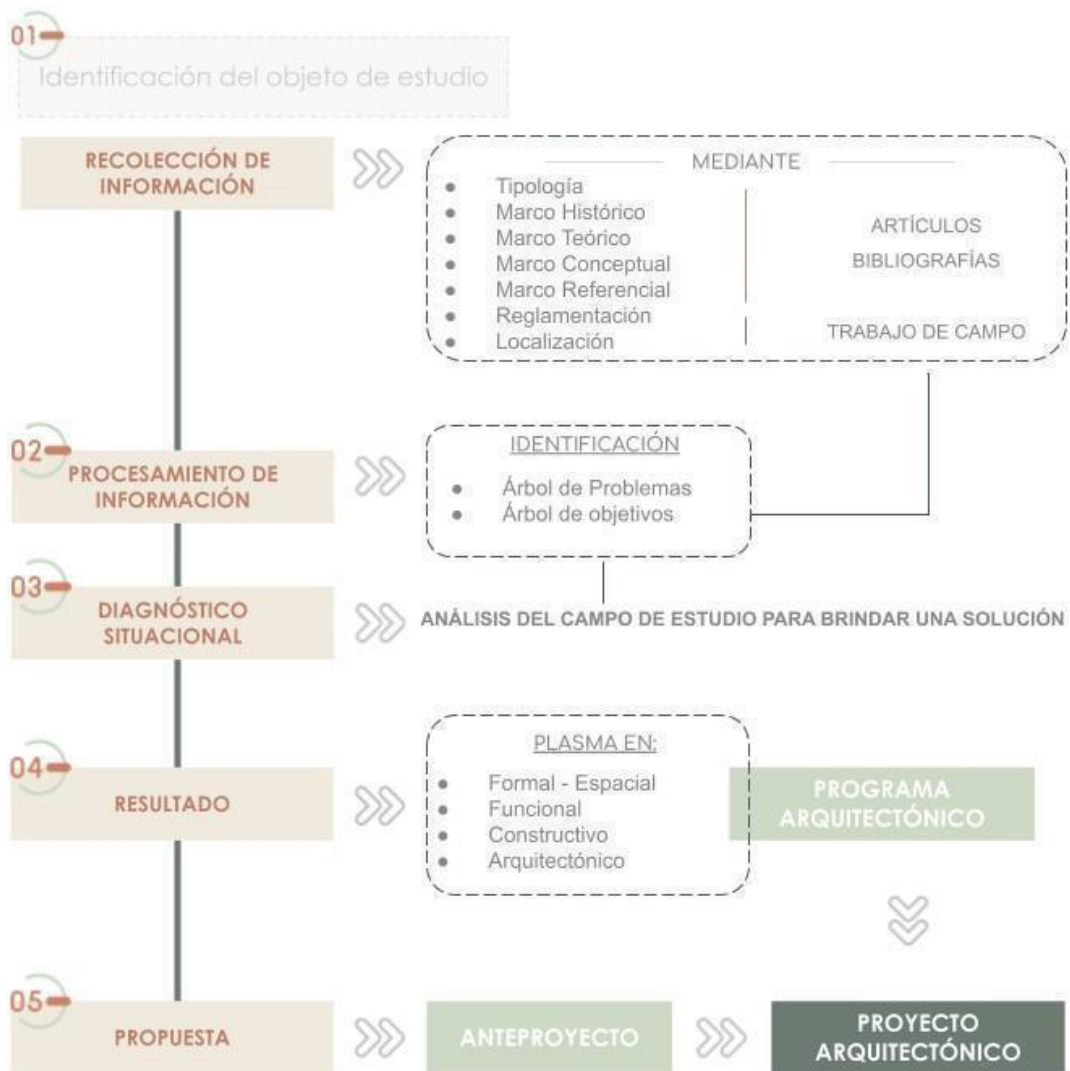 01
Identificación del objeto de estudio
RECOLECCIÓN DE
INFORMACIÓN
MEDIANTE
● Tipología
● Marco Histórico
● Marco Teórico
● Marco Conceptual
● Marco Referencial
● Reglamentación
● Localización
ARTÍCULOS
BIBLIOGRAFÍAS
TRABAJO DE CAMPO
02
PROCESAMIENTO DE
INFORMACIÓN
IDENTIFICACIÓN
● Árbol de Problemas
● Árbol de objetivos
03
DIAGNÓSTICO
SITUACIONAL
ANÁLISIS DEL CAMPO DE ESTUDIO PARA BRINDAR UNA SOLUCIÓN
04
RESULTADO
PLASMA EN:
● Formal - Espacial
● Funcional
● Constructivo
● Arquitectónico
PROGRAMA
ARQUITECTÓNICO
05
PROPUESTA
ANTEPROYECTO
PROYECTO
ARQUITECTÓNICO